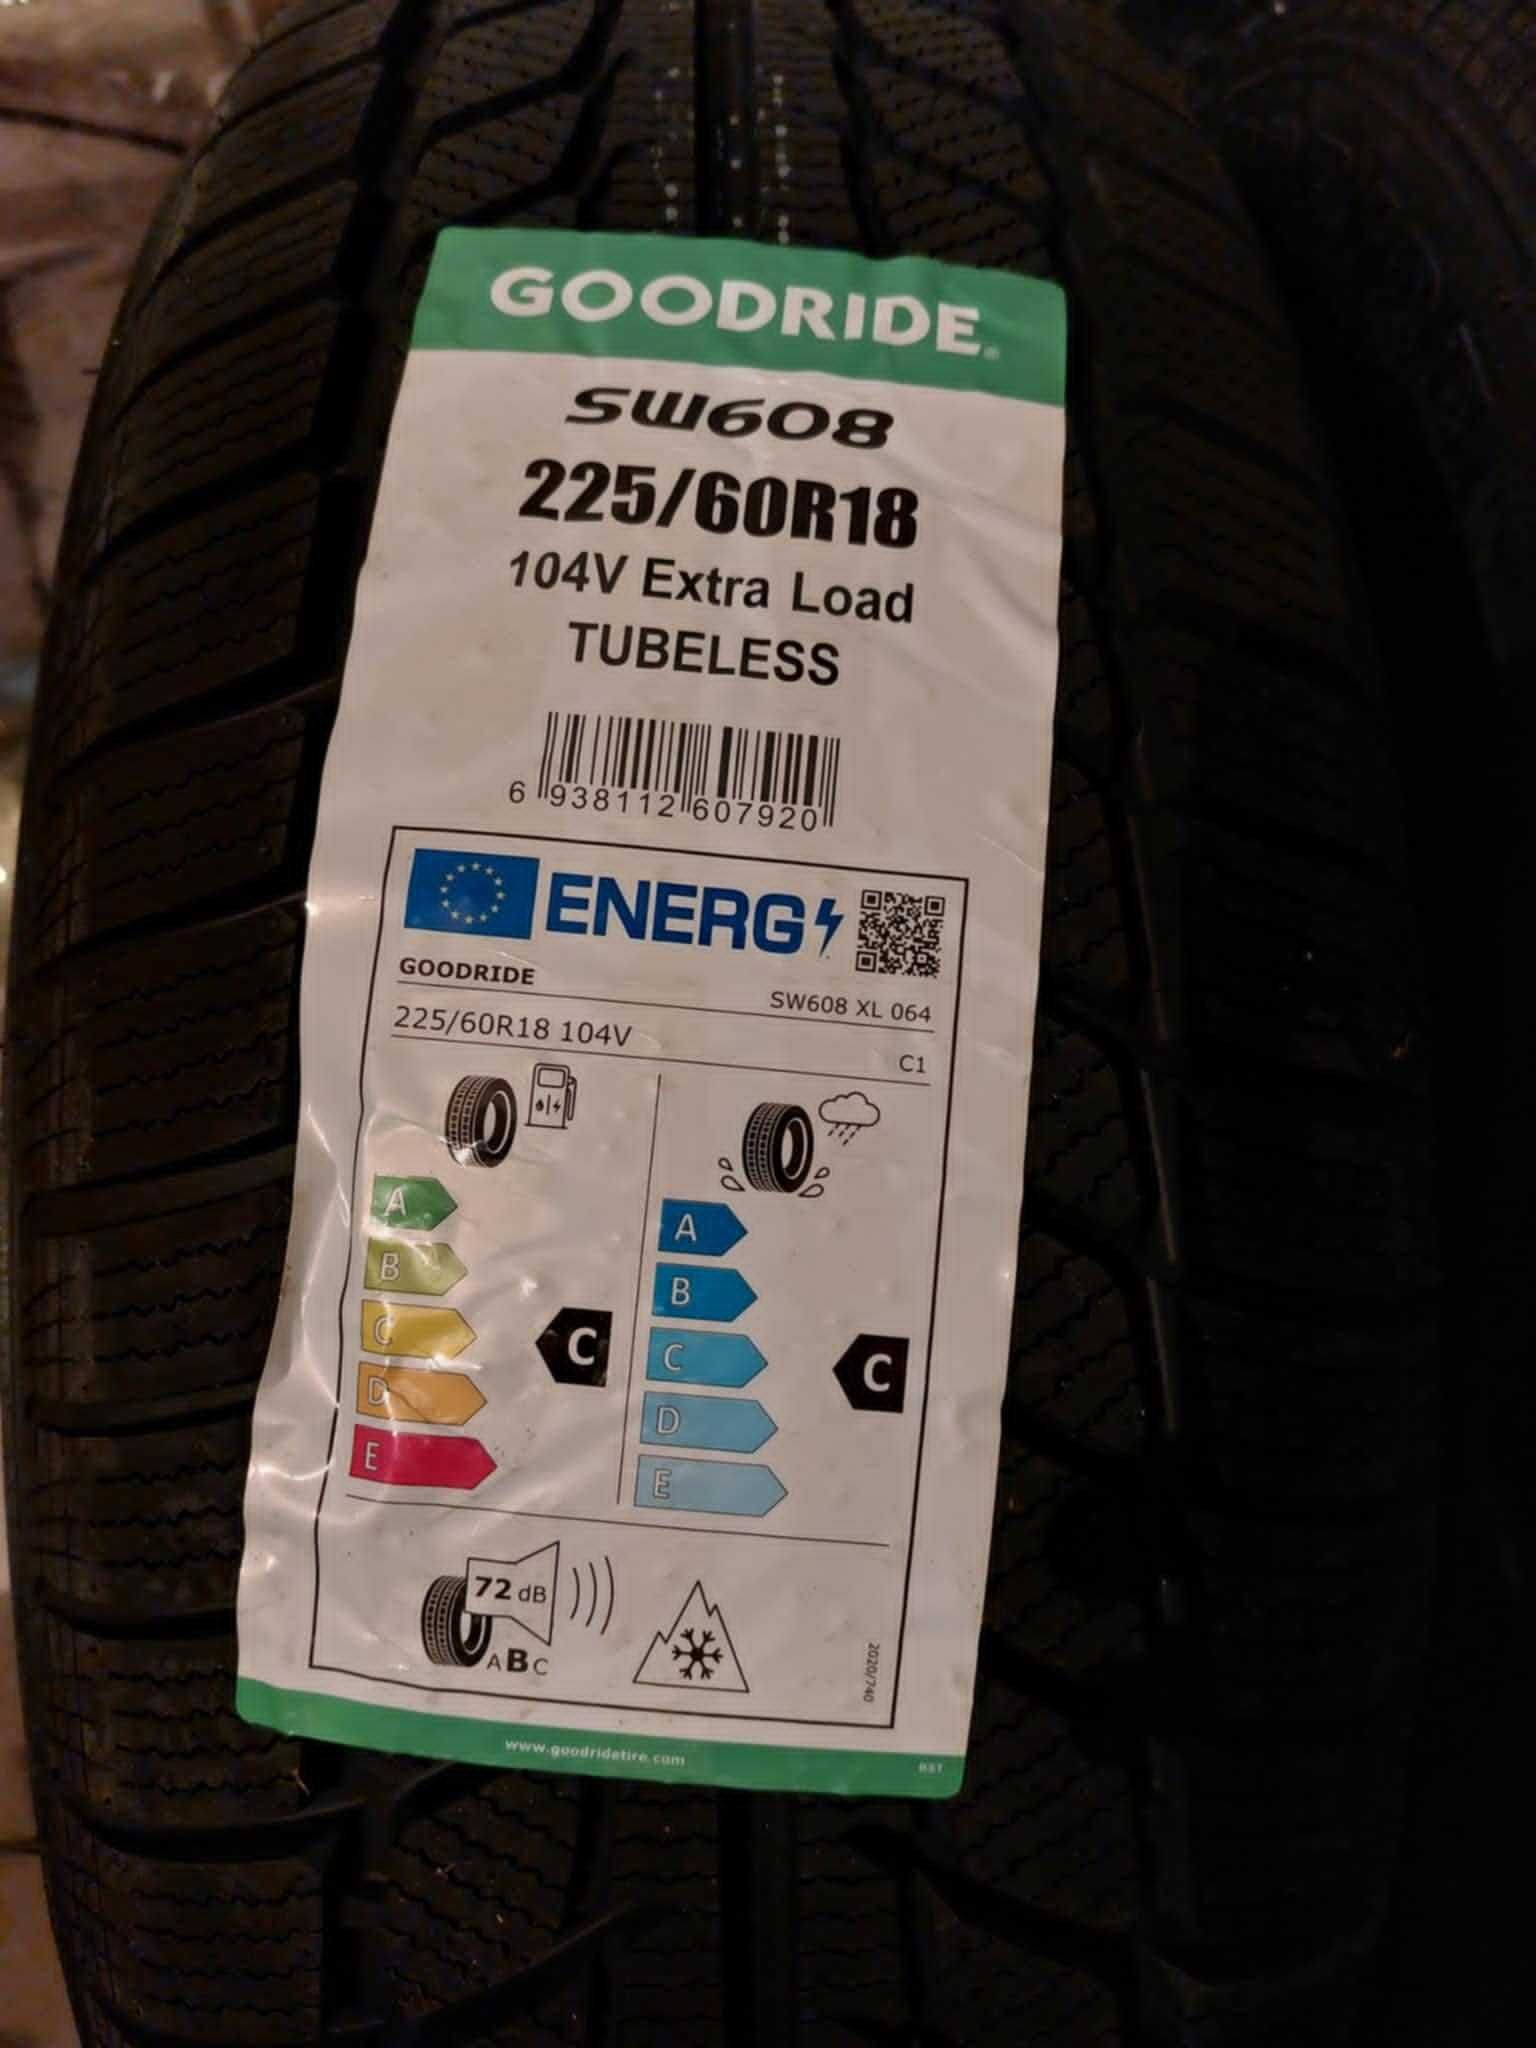 GOODRIDE®
SW608
225/60R18
104V Extra Load
TUBELESS
6 938112 607920
ENERG
GOODRIDE
SW608 XL 064
225/60R18 104V
C1
A
B
C
D
E
C
A
B
C
D
E
C
72 dB
ABC
2020/740
www.goodridetire.com